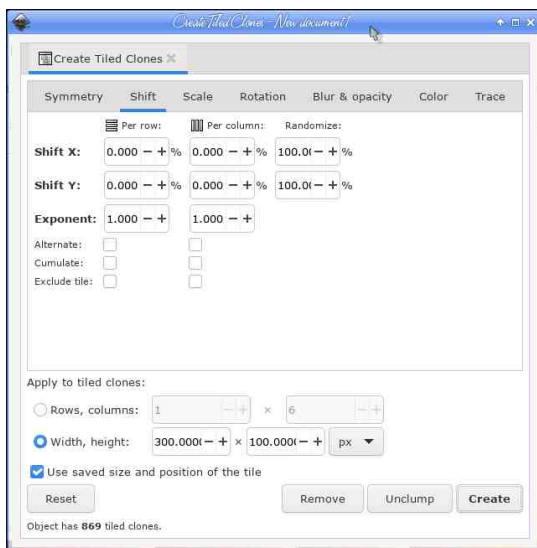 Create Tiled Clones - New document 1
Create Tiled Clones
Symmetry Shift Scale Rotation Blur & opacity Color Trace
Per row: Per column: Randomize:
Shift X: 0.000 − + % 0.000 − + % 100.0( − + %
Shift Y: 0.000 − + % 0.000 − + % 100.0( − + %
Exponent: 1.000 − + 1.000 − +
Alternate:
Cumulate:
Exclude tile:
Apply to tiled clones:
Rows, columns: 1 − + × 6 − +
Width, height: 300.000( − + × 100.000( − + px
Use saved size and position of the tile
Reset Remove Unclump Create
Object has 869 tiled clones.